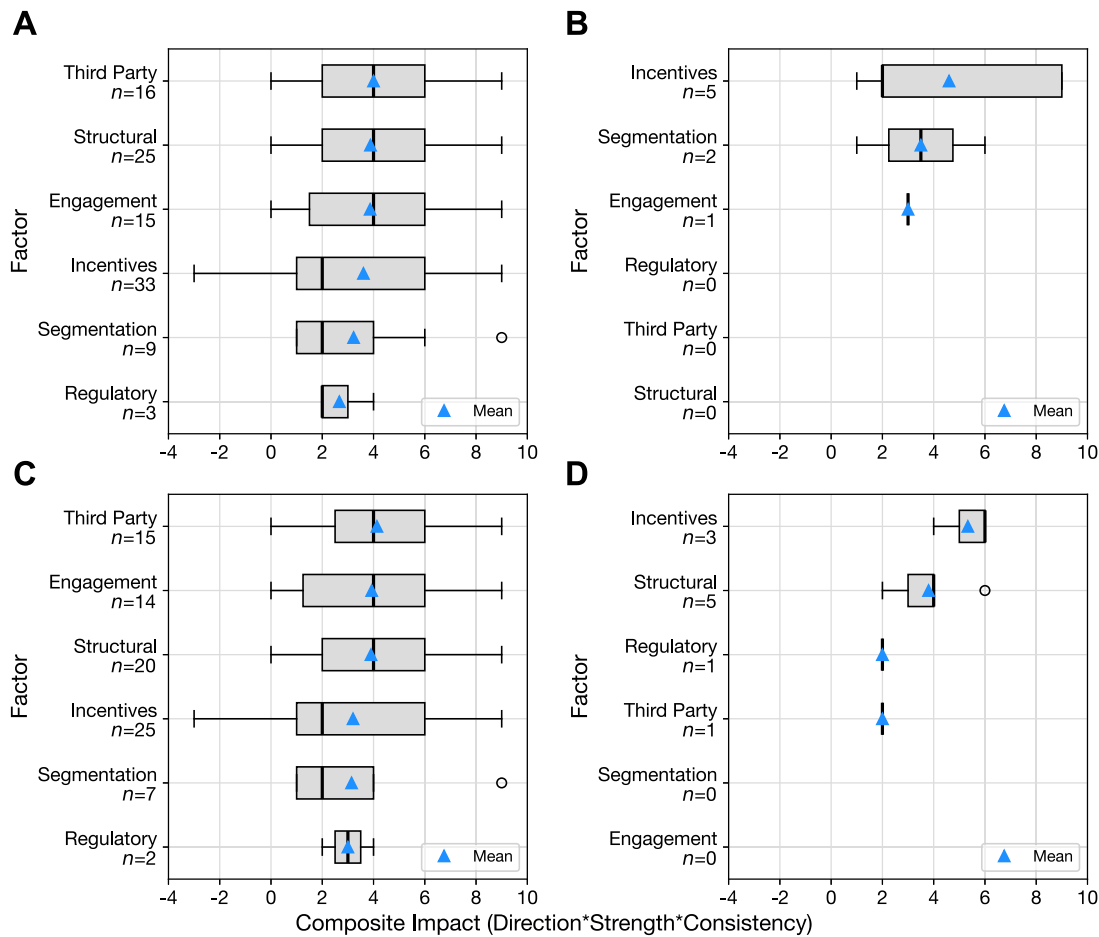 A
Factor
Third Party
n=16
Structural
n=25
Engagement
n=15
Incentives
n=33
Segmentation
n=9
Regulatory
n=3
Mean
-4 -2 0 2 4 6 8 10
B
Factor
Incentives
n=5
Segmentation
n=2
Engagement
n=1
Regulatory
n=0
Third Party
n=0
Structural
n=0
Mean
-4 -2 0 2 4 6 8 10
C
Factor
Third Party
n=15
Engagement
n=14
Structural
n=20
Incentives
n=25
Segmentation
n=7
Regulatory
n=2
Mean
-4 -2 0 2 4 6 8 10
D
Factor
Incentives
n=3
Structural
n=5
Regulatory
n=1
Third Party
n=1
Segmentation
n=0
Engagement
n=0
Mean
-4 -2 0 2 4 6 8 10
Composite Impact (Direction*Strength*Consistency)